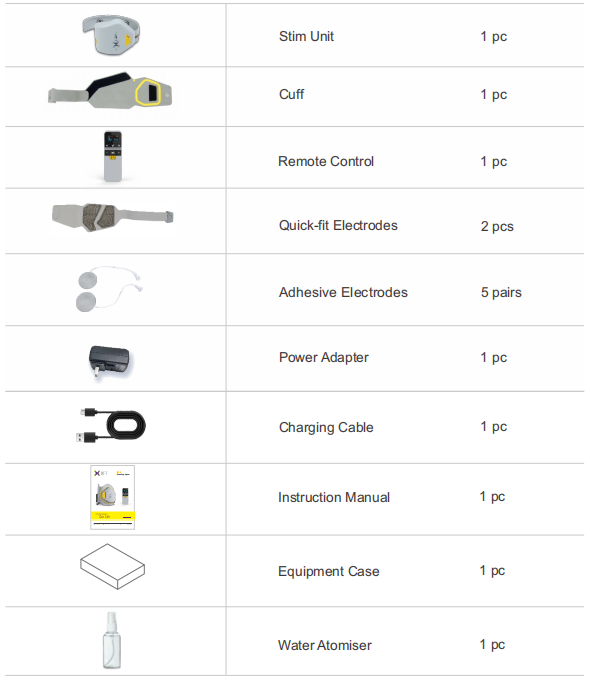 Stim Unit 1 pc
Cuff 1 pc
Remote Control 1 pc
Quick-fit Electrodes 2 pcs
Adhesive Electrodes 5 pairs
Power Adapter 1 pc
Charging Cable 1 pc
Instruction Manual 1 pc
Equipment Case 1 pc
Water Atomiser 1 pc